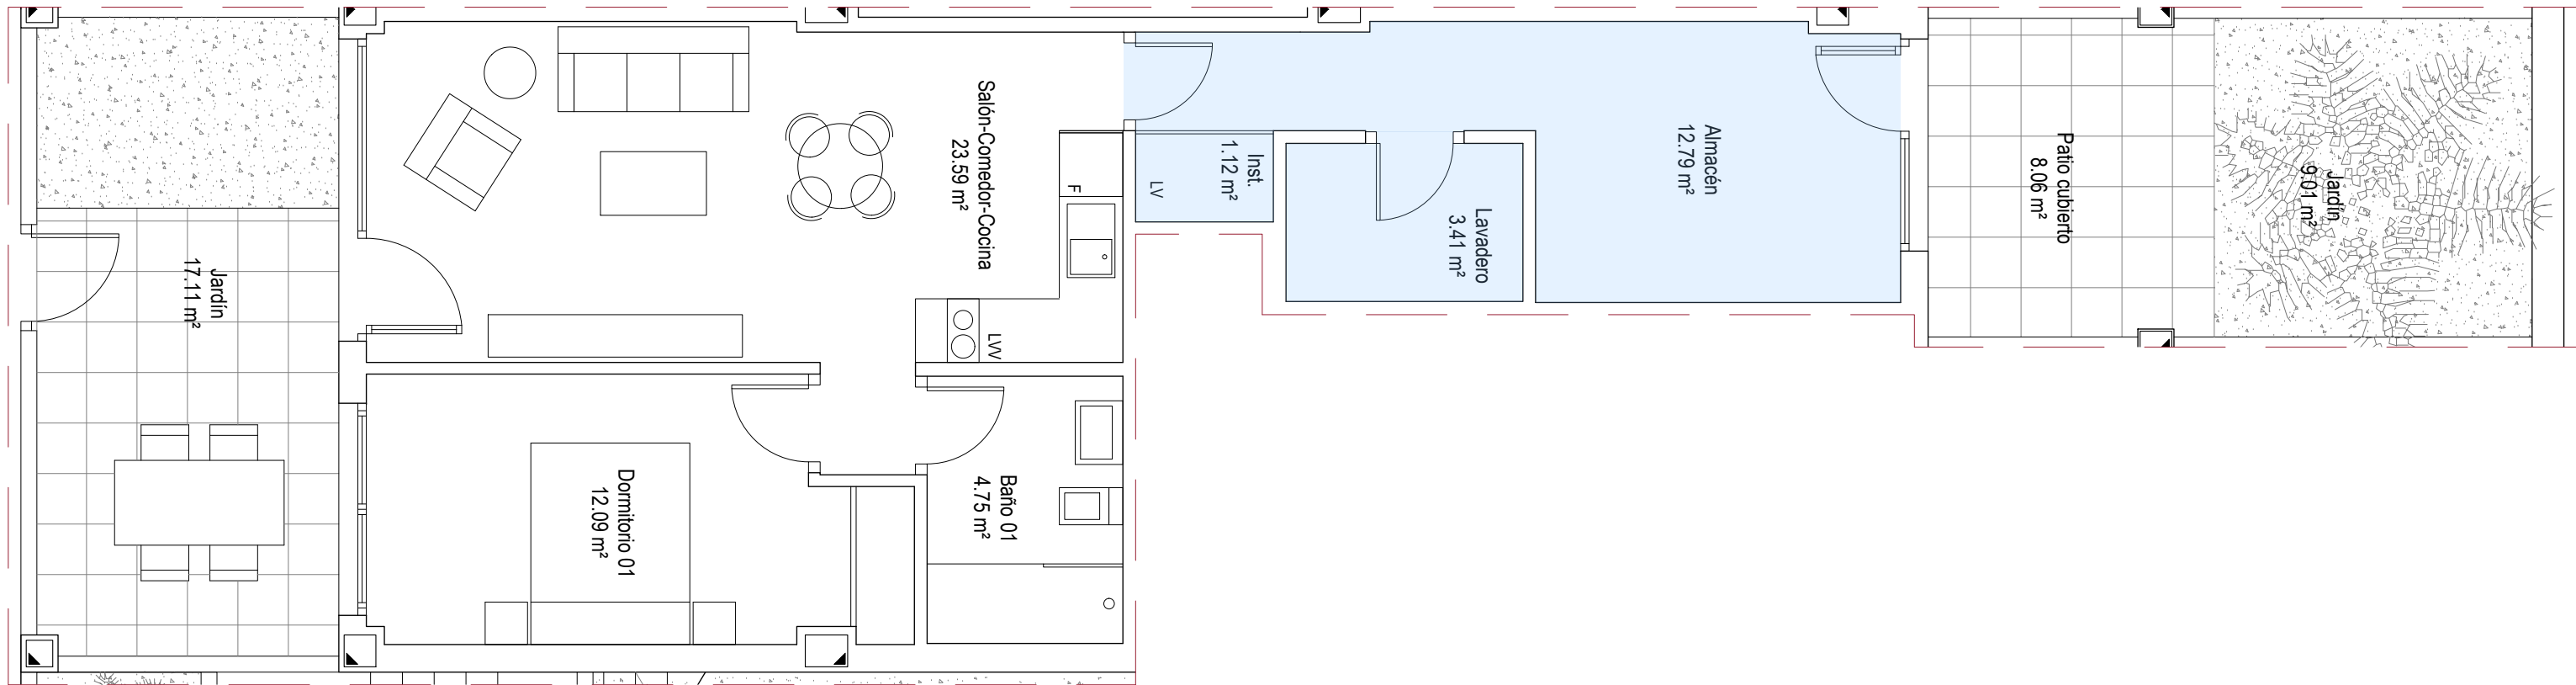 Jardín
17.11 m²
Salón-Comedor-Cocina
23.59 m²
F
LVV
Dormitorio 01
12.09 m²
Baño 01
4.75 m²
Inst.
1.12 m²
LV
Lavadero
3.41 m²
Almacén
12.79 m²
Patio cubierto
8.06 m²
Jardín
9.01 m²